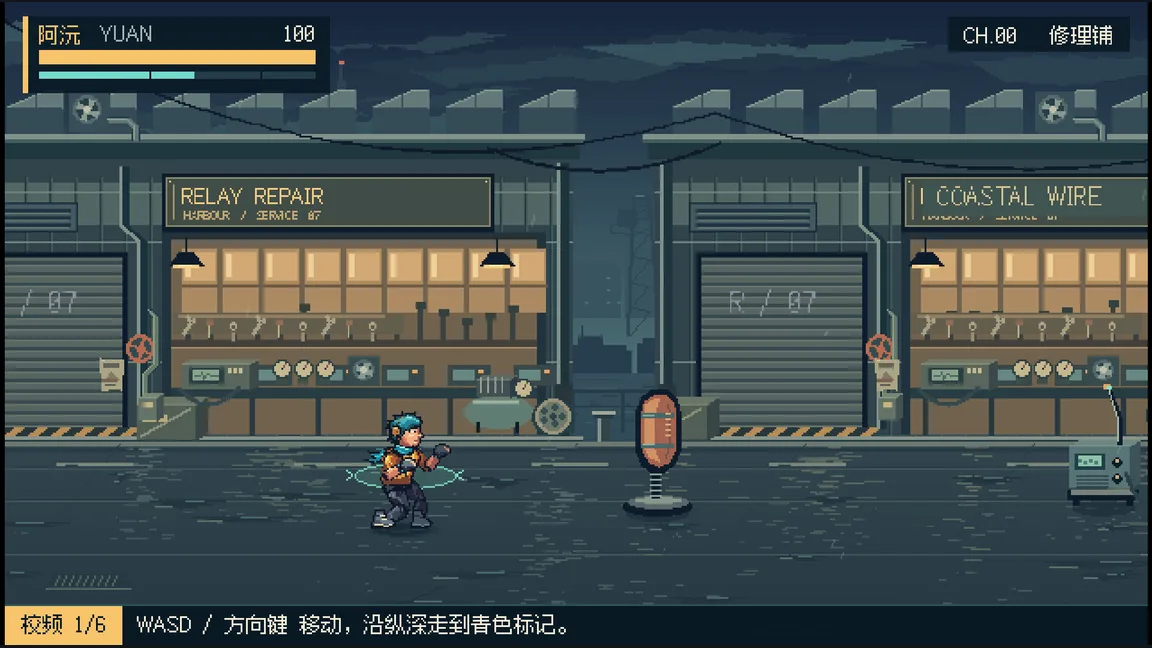 阿沅 YUAN 100
CH.00 修理铺
RELAY REPAIR
HARBOUR / SERVICE 07
COASTAL WIRE
/ 07
R / 07
校频 1/6 WASD / 方向键 移动，沿纵深走到青色标记。